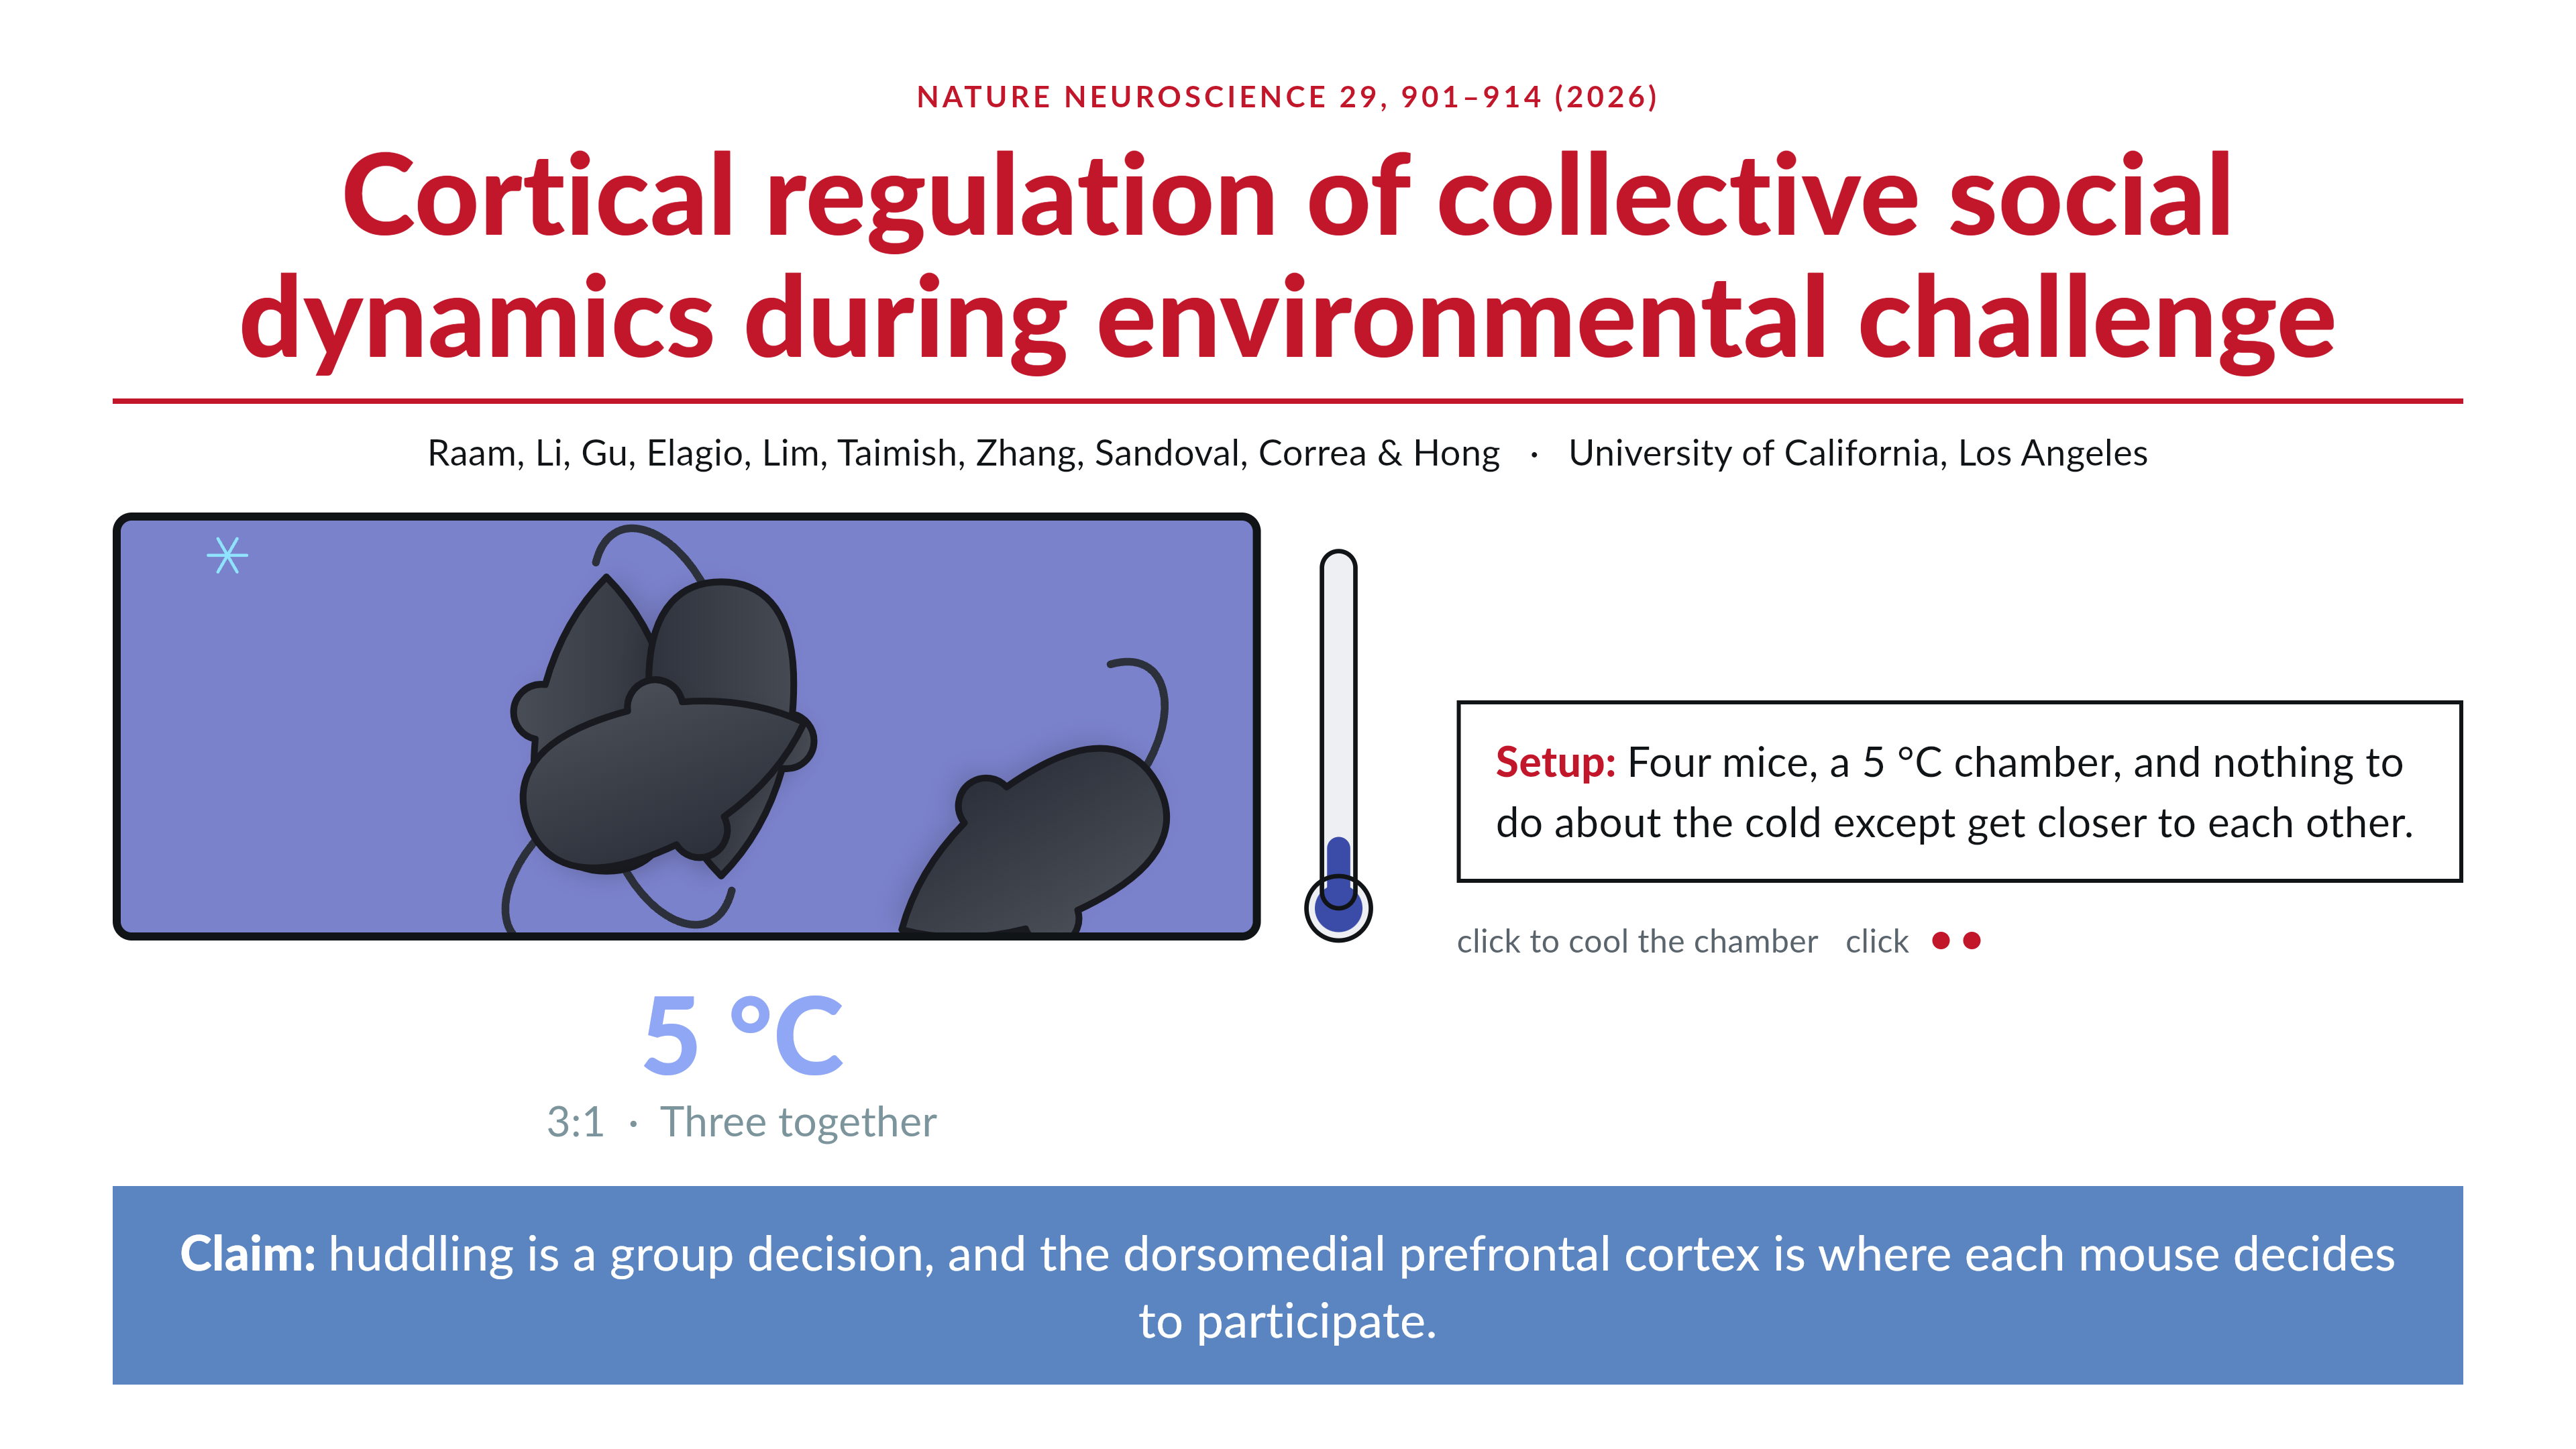 NATURE NEUROSCIENCE 29, 901–914 (2026)
Cortical regulation of collective social
dynamics during environmental challenge
Raam, Li, Gu, Elagio, Lim, Taimish, Zhang, Sandoval, Correa & Hong · University of California, Los Angeles
Setup: Four mice, a 5 °C chamber, and nothing to
do about the cold except get closer to each other.
click to cool the chamber click
5 °C
3:1 · Three together
Claim: huddling is a group decision, and the dorsomedial prefrontal cortex is where each mouse decides
to participate.